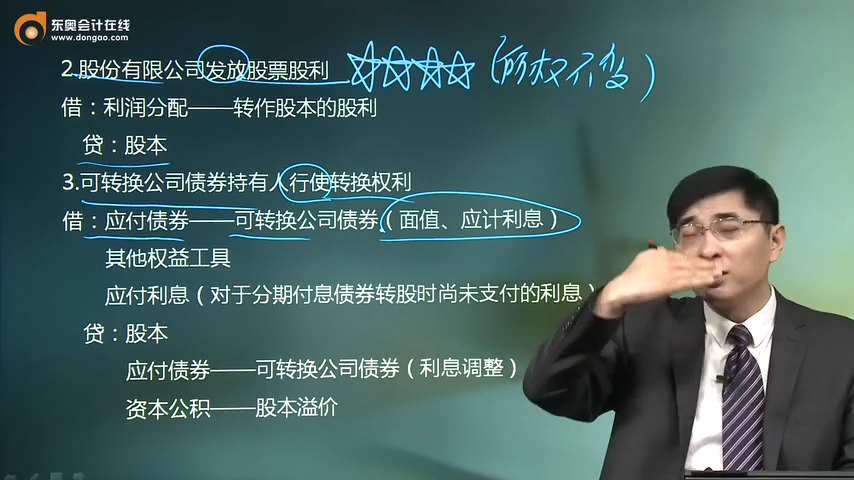 东奥会计在线
www.dongao.com
2.股份有限公司发放股票股利 (所权不变)
借：利润分配——转作股本的股利
贷：股本
3.可转换公司债券持有人行使转换权利
借：应付债券——可转换公司债券（面值、应计利息）
其他权益工具
应付利息（对于分期付息债券转股时尚未支付的利息）
贷：股本
应付债券——可转换公司债券（利息调整）
资本公积——股本溢价